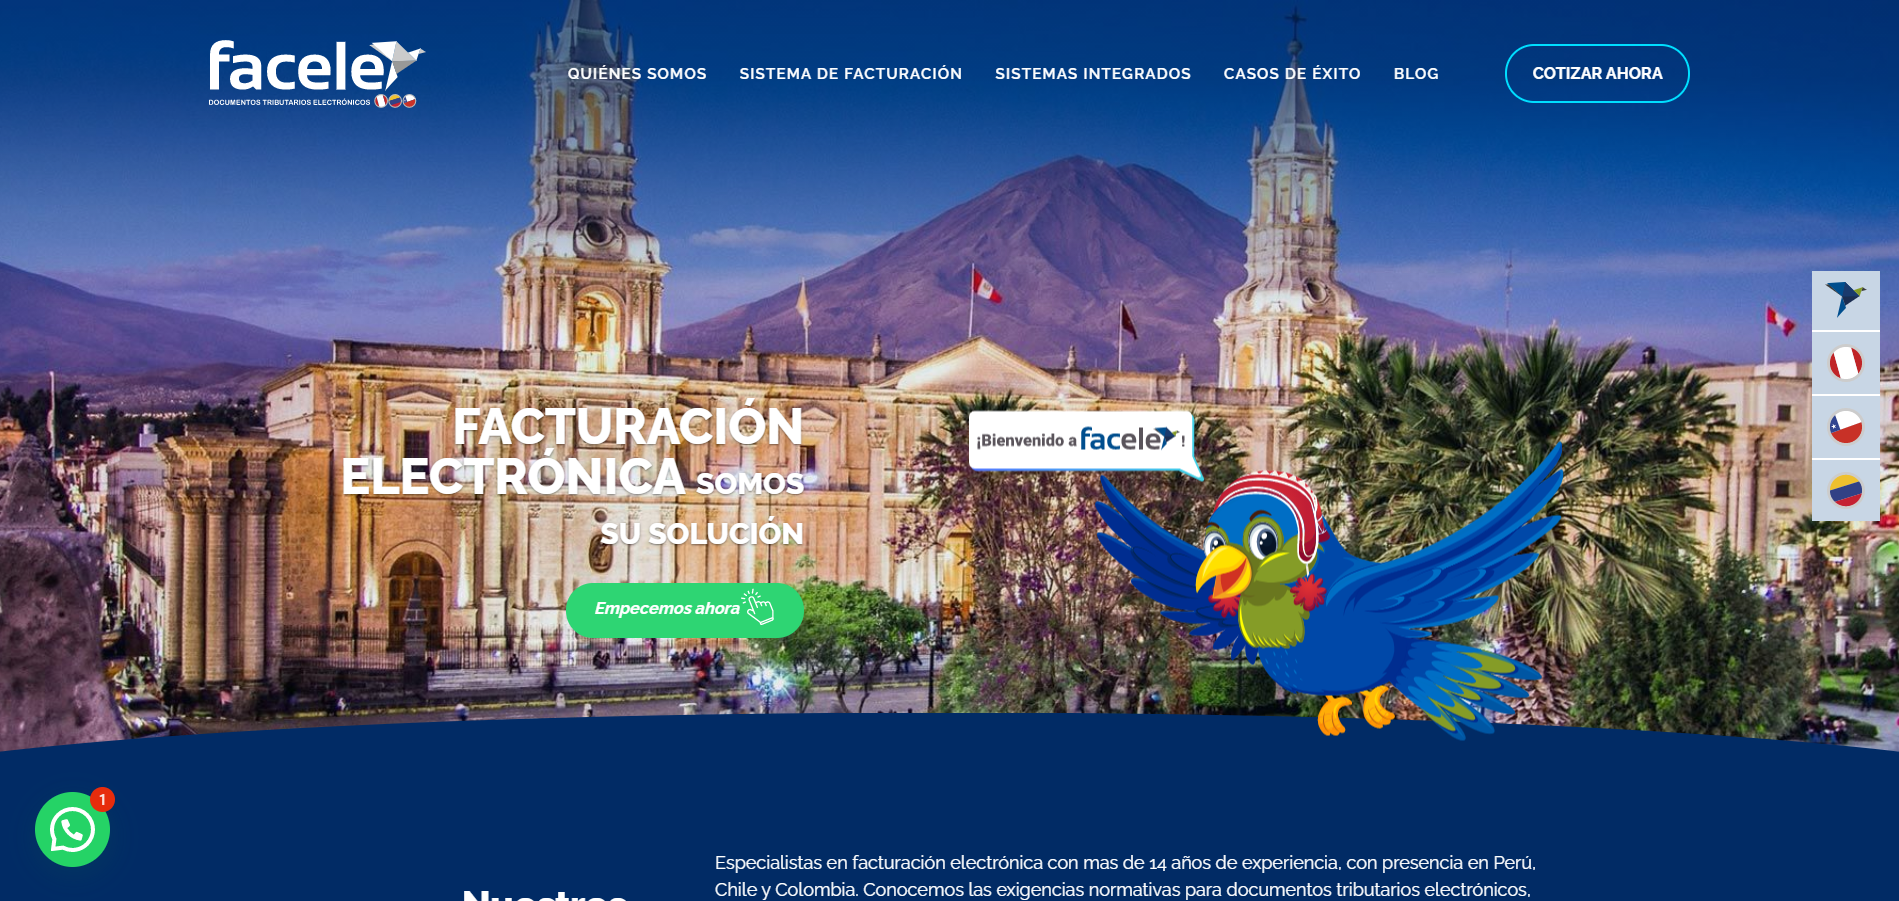 facele
DOCUMENTOS TRIBUTARIOS ELECTRÓNICOS
QUIÉNES SOMOS
SISTEMA DE FACTURACIÓN
SISTEMAS INTEGRADOS
CASOS DE ÉXITO
BLOG
COTIZAR AHORA
FACTURACIÓN
ELECTRÓNICA SOMOS
SU SOLUCIÓN
Empecemos ahora
¡Bienvenido a facele!
1
Especialistas en facturación electrónica con mas de 14 años de experiencia, con presencia en Perú,
Chile y Colombia. Conocemos las exigencias normativas para documentos tributarios electrónicos,